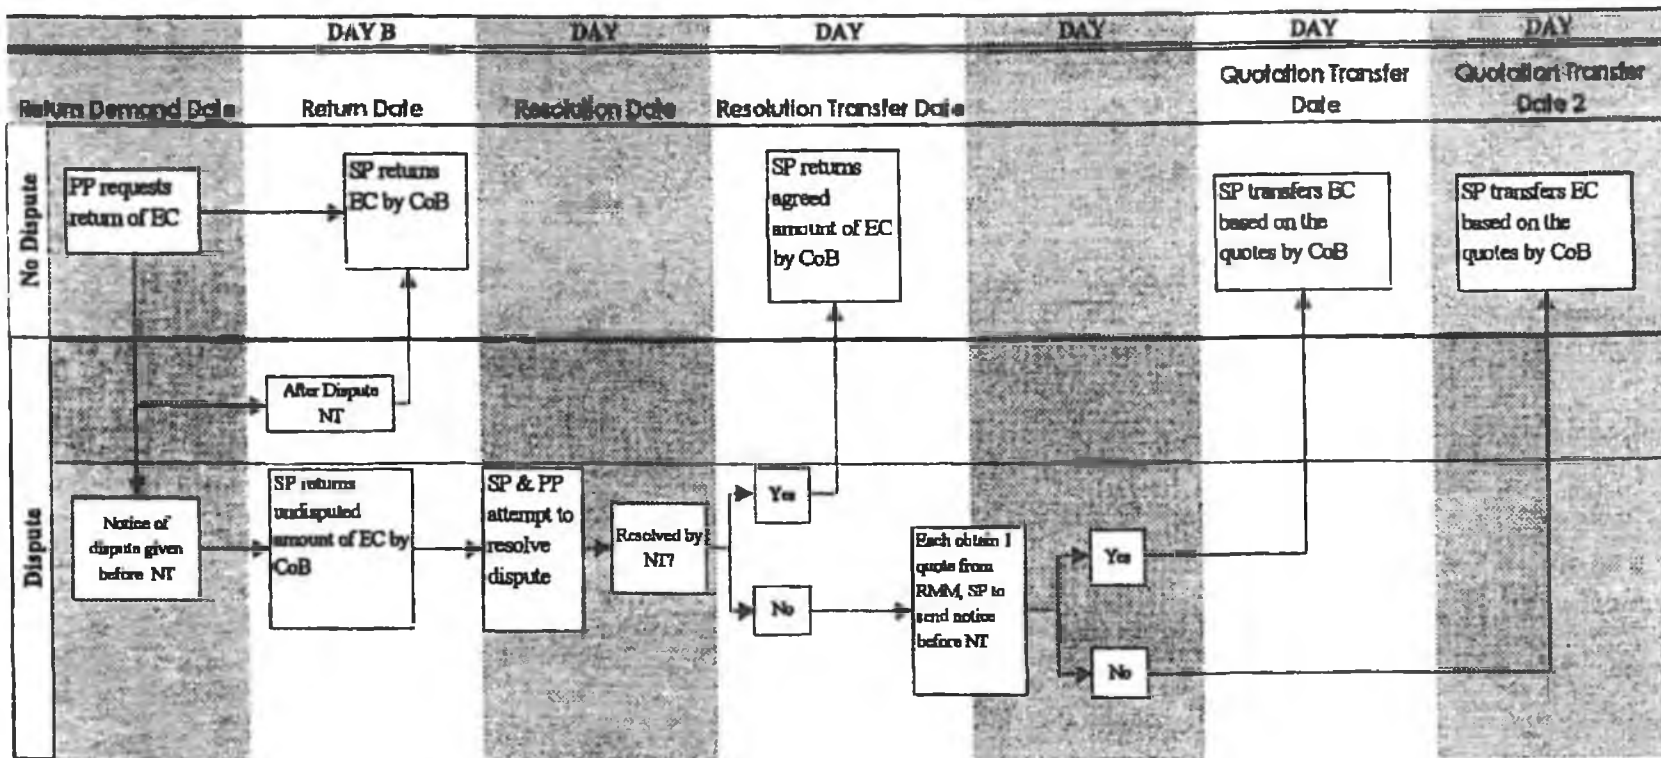 DAY B
DAY
DAY
DAY
DAY
DAY
Return Demand Date
Return Date
Resolution Date
Resolution Transfer Date
Quotation Transfer
Date
Quotation Transfer
Date 2
No Dispute
PP requests
return of EC
SP returns
EC by CoB
SP returns
agreed
amount of EC
by CoB
SP transfers EC
based on the
quotes by CoB
SP transfers EC
based on the
quotes by CoB
Dispute
After Dispute
NT
Notice of
dispute given
before NT
SP returns
undisputed
amount of EC by
CoB
SP & PP
attempt to
resolve
dispute
Resolved by
NT?
Yes
No
Each obtain 1
quote from
RMM, SP to
send notice
before NT
Yes
No